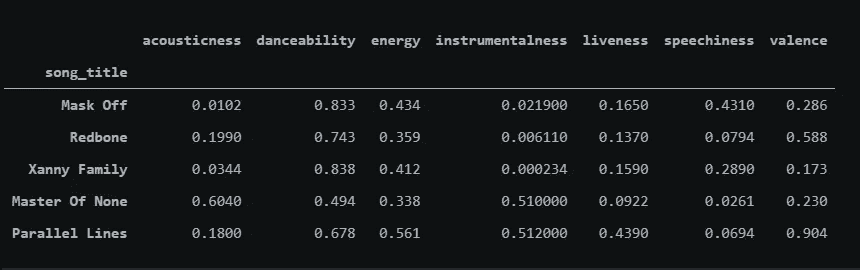 acousticness danceability energy instrumentalness liveness speechiness valence
song_title
Mask Off 0.0102 0.833 0.434 0.021900 0.1650 0.4310 0.286
Redbone 0.1990 0.743 0.359 0.006110 0.1370 0.0794 0.588
Xanny Family 0.0344 0.838 0.412 0.000234 0.1590 0.2890 0.173
Master Of None 0.6040 0.494 0.338 0.510000 0.0922 0.0261 0.230
Parallel Lines 0.1800 0.678 0.561 0.512000 0.4390 0.0694 0.904